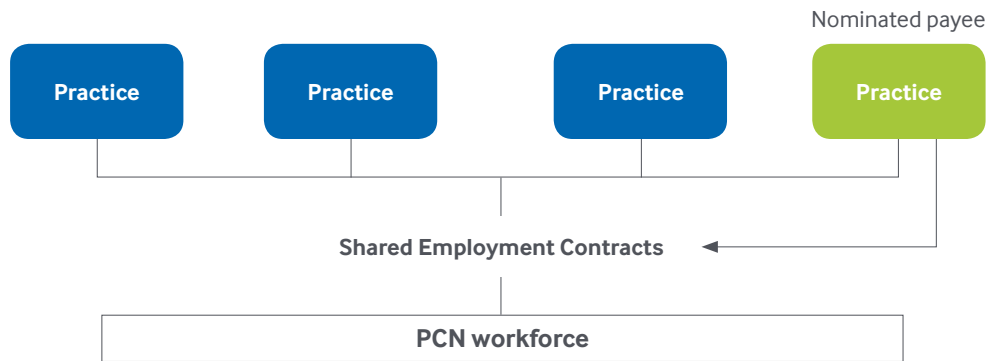 Nominated payee
Practice
Practice
Practice
Practice
Shared Employment Contracts
PCN workforce